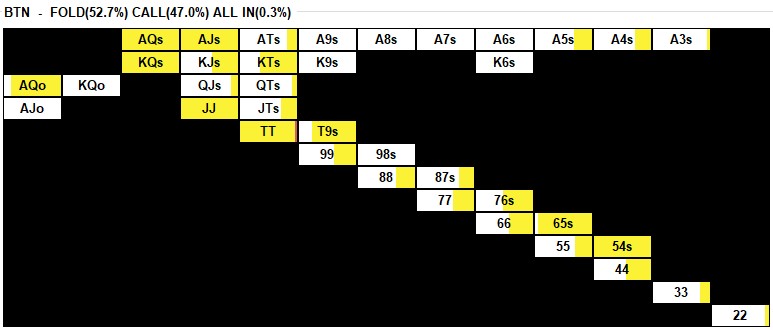 BTN - FOLD(52.7%) CALL(47.0%) ALL IN(0.3%)
AQs AJs ATs A9s A8s A7s A6s A5s A4s A3s
KQs KJs KTs K9s K6s
AQo KQo QJs QTs
AJo JJ JTs
TT T9s
99 98s
88 87s
77 76s
66 65s
55 54s
44
33
22